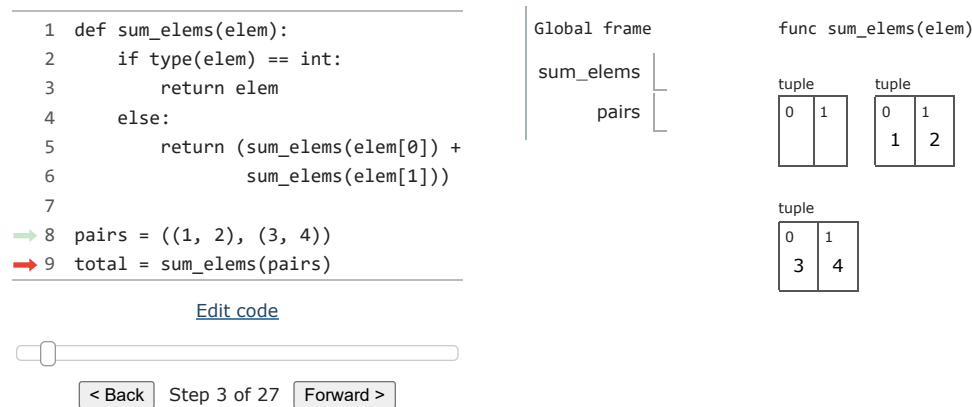 1 def sum_elems(elem):
2     if type(elem) == int:
3         return elem
4     else:
5         return (sum_elems(elem[0]) +
6                 sum_elems(elem[1]))
7
8 pairs = ((1, 2), (3, 4))
9 total = sum_elems(pairs)
Edit code
< Back Step 3 of 27 Forward >
Global frame
sum_elems
pairs
func sum_elems(elem)
tuple tuple
0 1 0 1
1 2
tuple
0 1
3 4